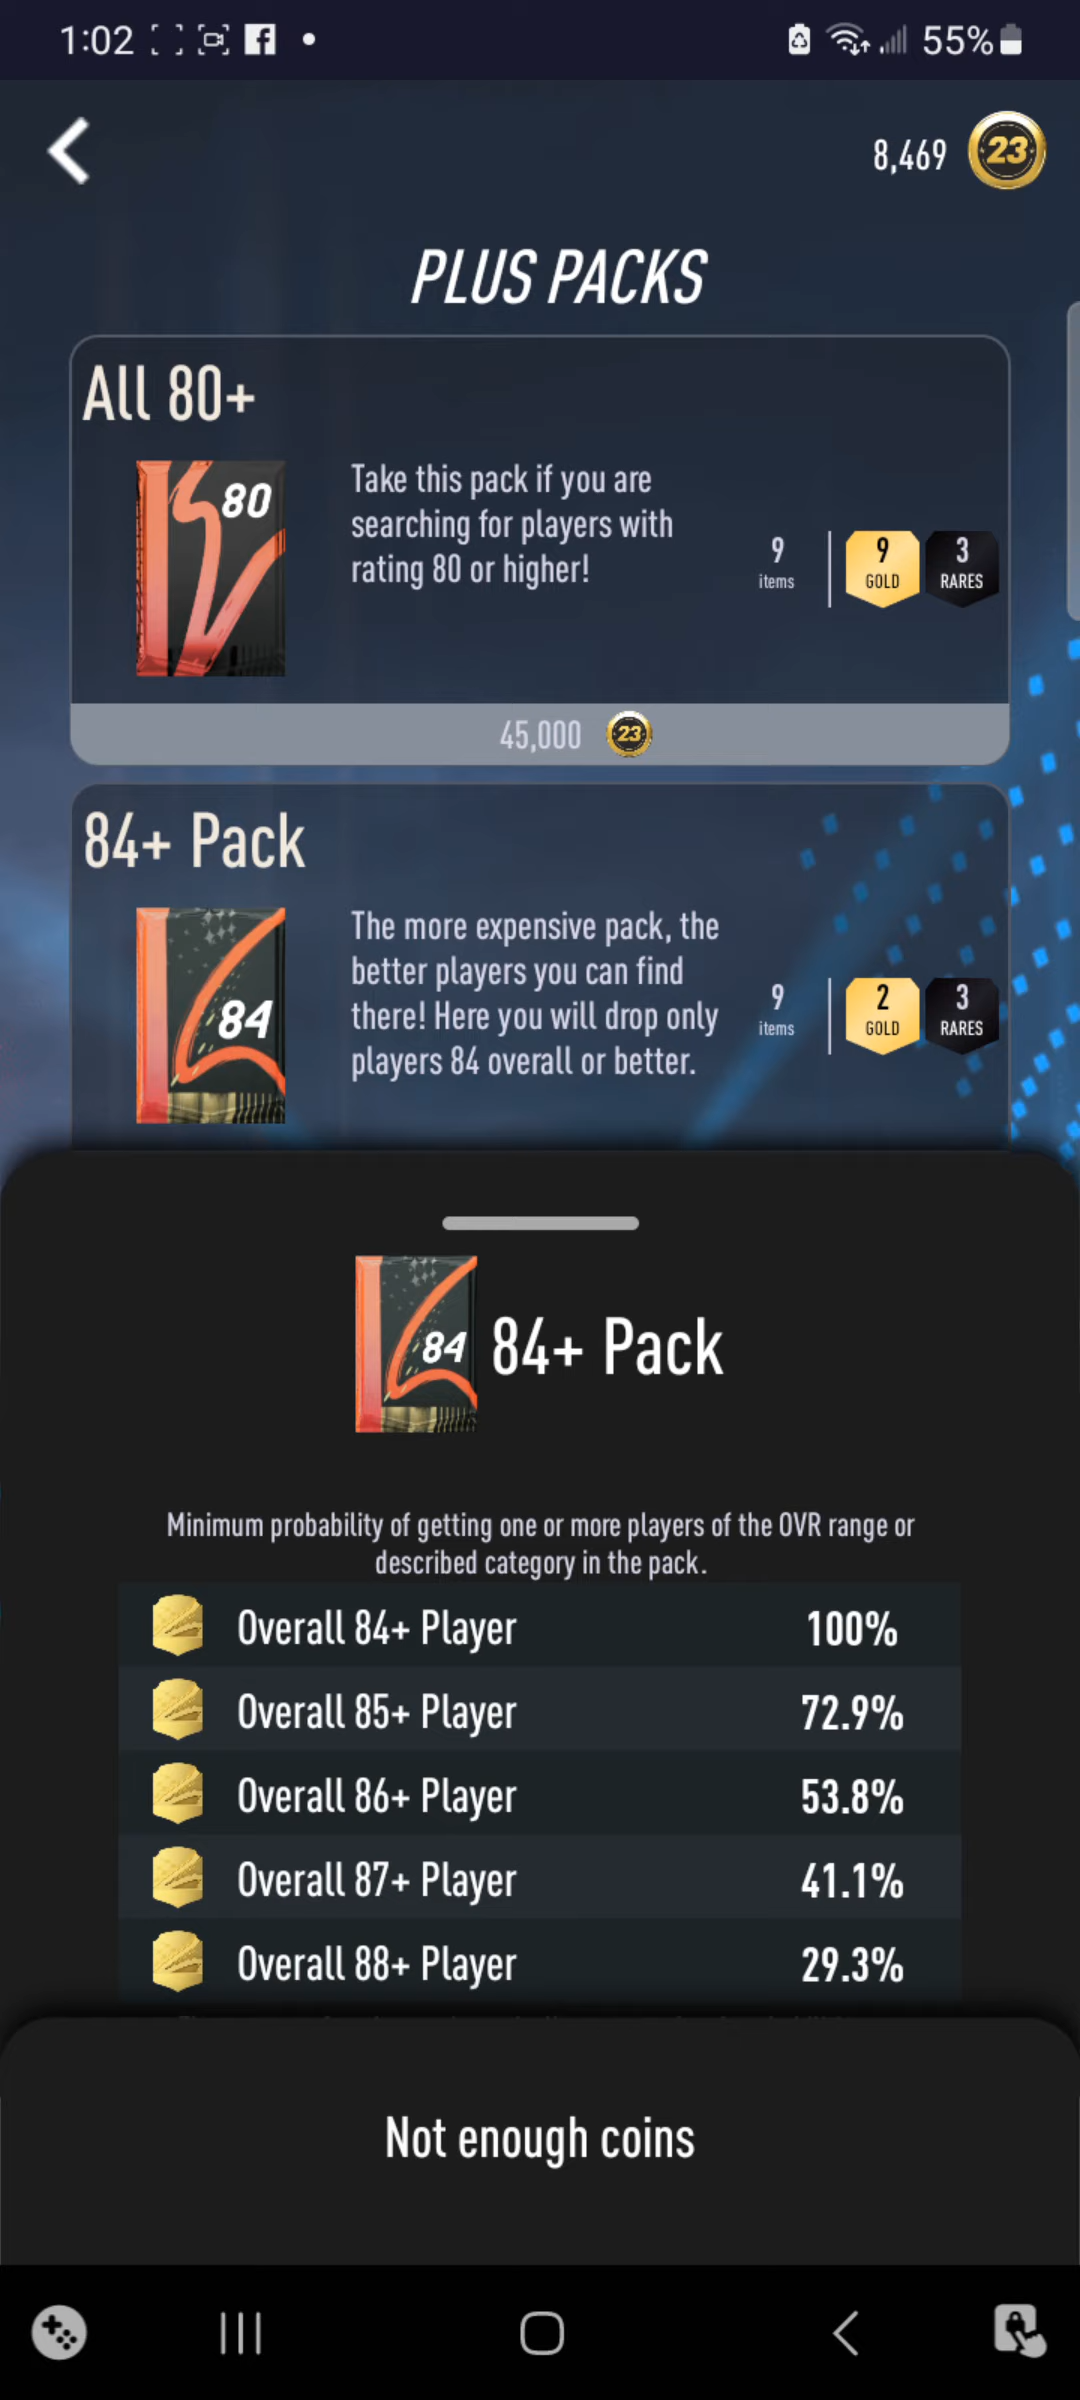 1:02
55%
8,469
23
PLUS PACKS
All 80+
80
Take this pack if you are
searching for players with
rating 80 or higher!
9
items
9
GOLD
3
RARES
45,000
23
84+ Pack
84
The more expensive pack, the
better players you can find
there! Here you will drop only
players 84 overall or better.
9
items
2
GOLD
3
RARES
84
84+ Pack
Minimum probability of getting one or more players of the OVR range or
described category in the pack.
Overall 84+ Player 100%
Overall 85+ Player 72.9%
Overall 86+ Player 53.8%
Overall 87+ Player 41.1%
Overall 88+ Player 29.3%
Not enough coins